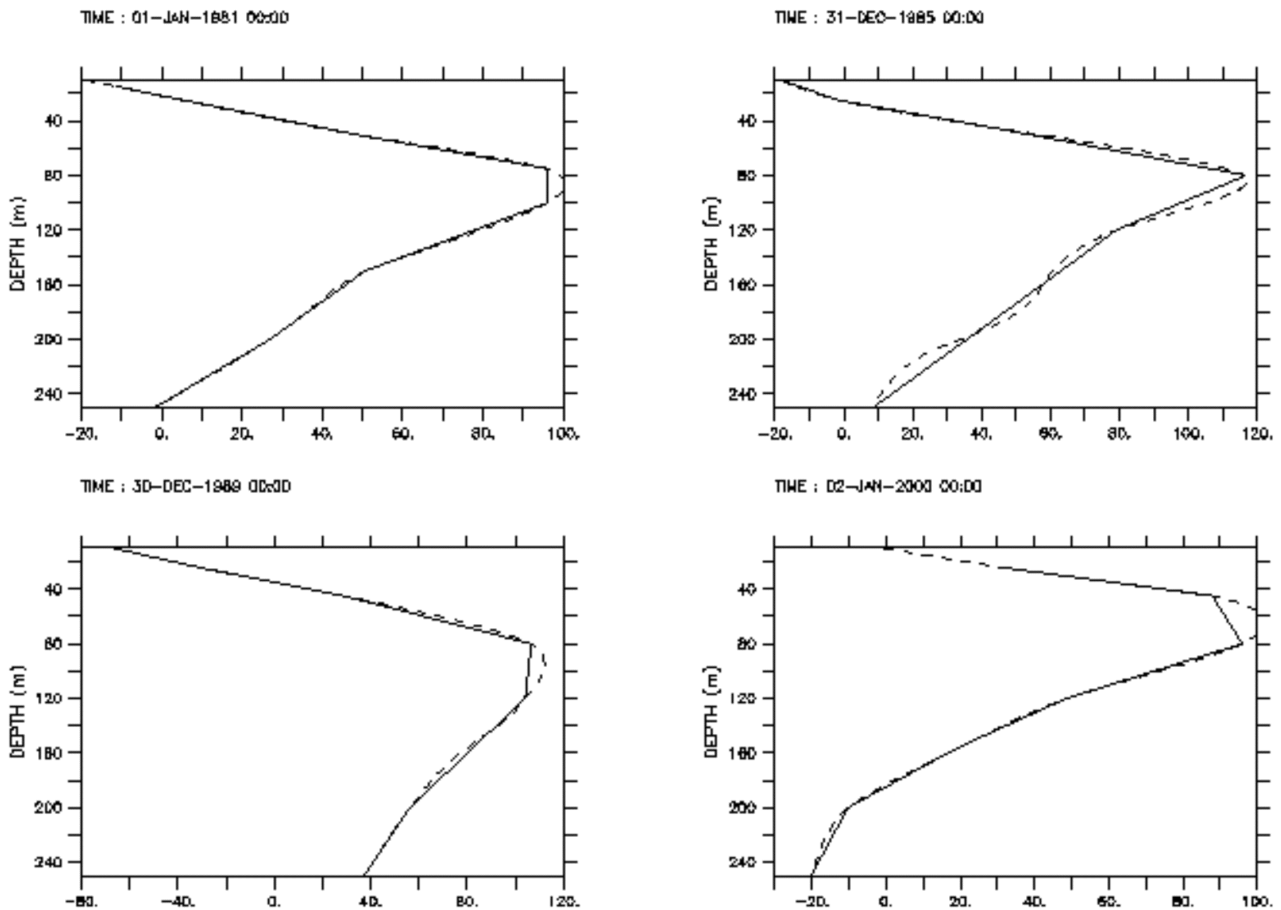 TIME : 01-JAN-1981 00:00
TIME : 31-DEC-1985 00:00
40
80
120
160
200
240
DEPTH (m)
-20. 0. 20. 40. 60. 80. 100.
40
80
120
160
200
240
DEPTH (m)
-20. 0. 20. 40. 60. 80. 100. 120.
TIME : 30-DEC-1989 00:00
TIME : 02-JAN-2000 00:00
40
80
120
160
200
240
DEPTH (m)
-80. -40. 0. 40. 80. 120.
40
80
120
160
200
240
DEPTH (m)
-20. 0. 20. 40. 60. 80. 100.